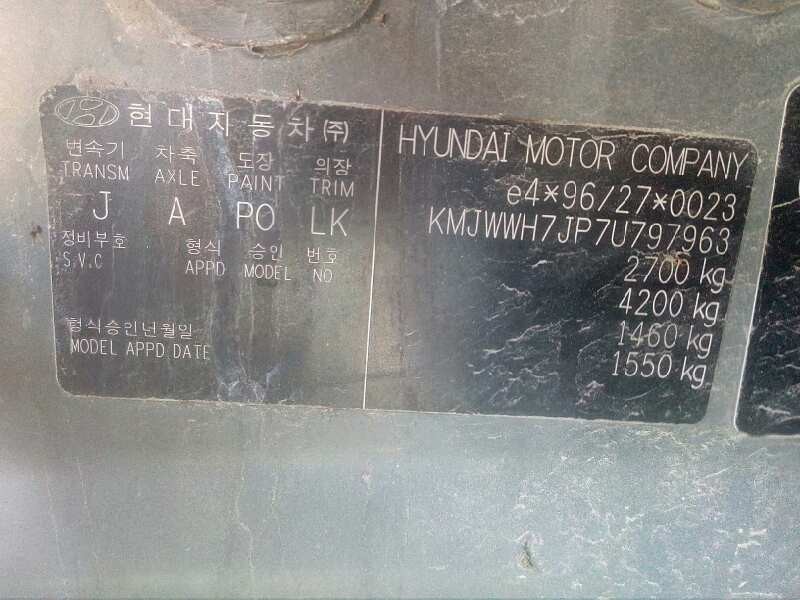 현대자동차(주)
변속기 차축 도장 의장
TRANSM AXLE PAINT TRIM
J A PO LK
정비부호 형식 승인 번호
S.V.C APPD MODEL NO
형식승인년월일
MODEL APPD DATE
HYUNDAI MOTOR COMPANY
e4*96/27*0023
KMJWWH7JP7U797963
2700 kg
4200 kg
1460 kg
1550 kg